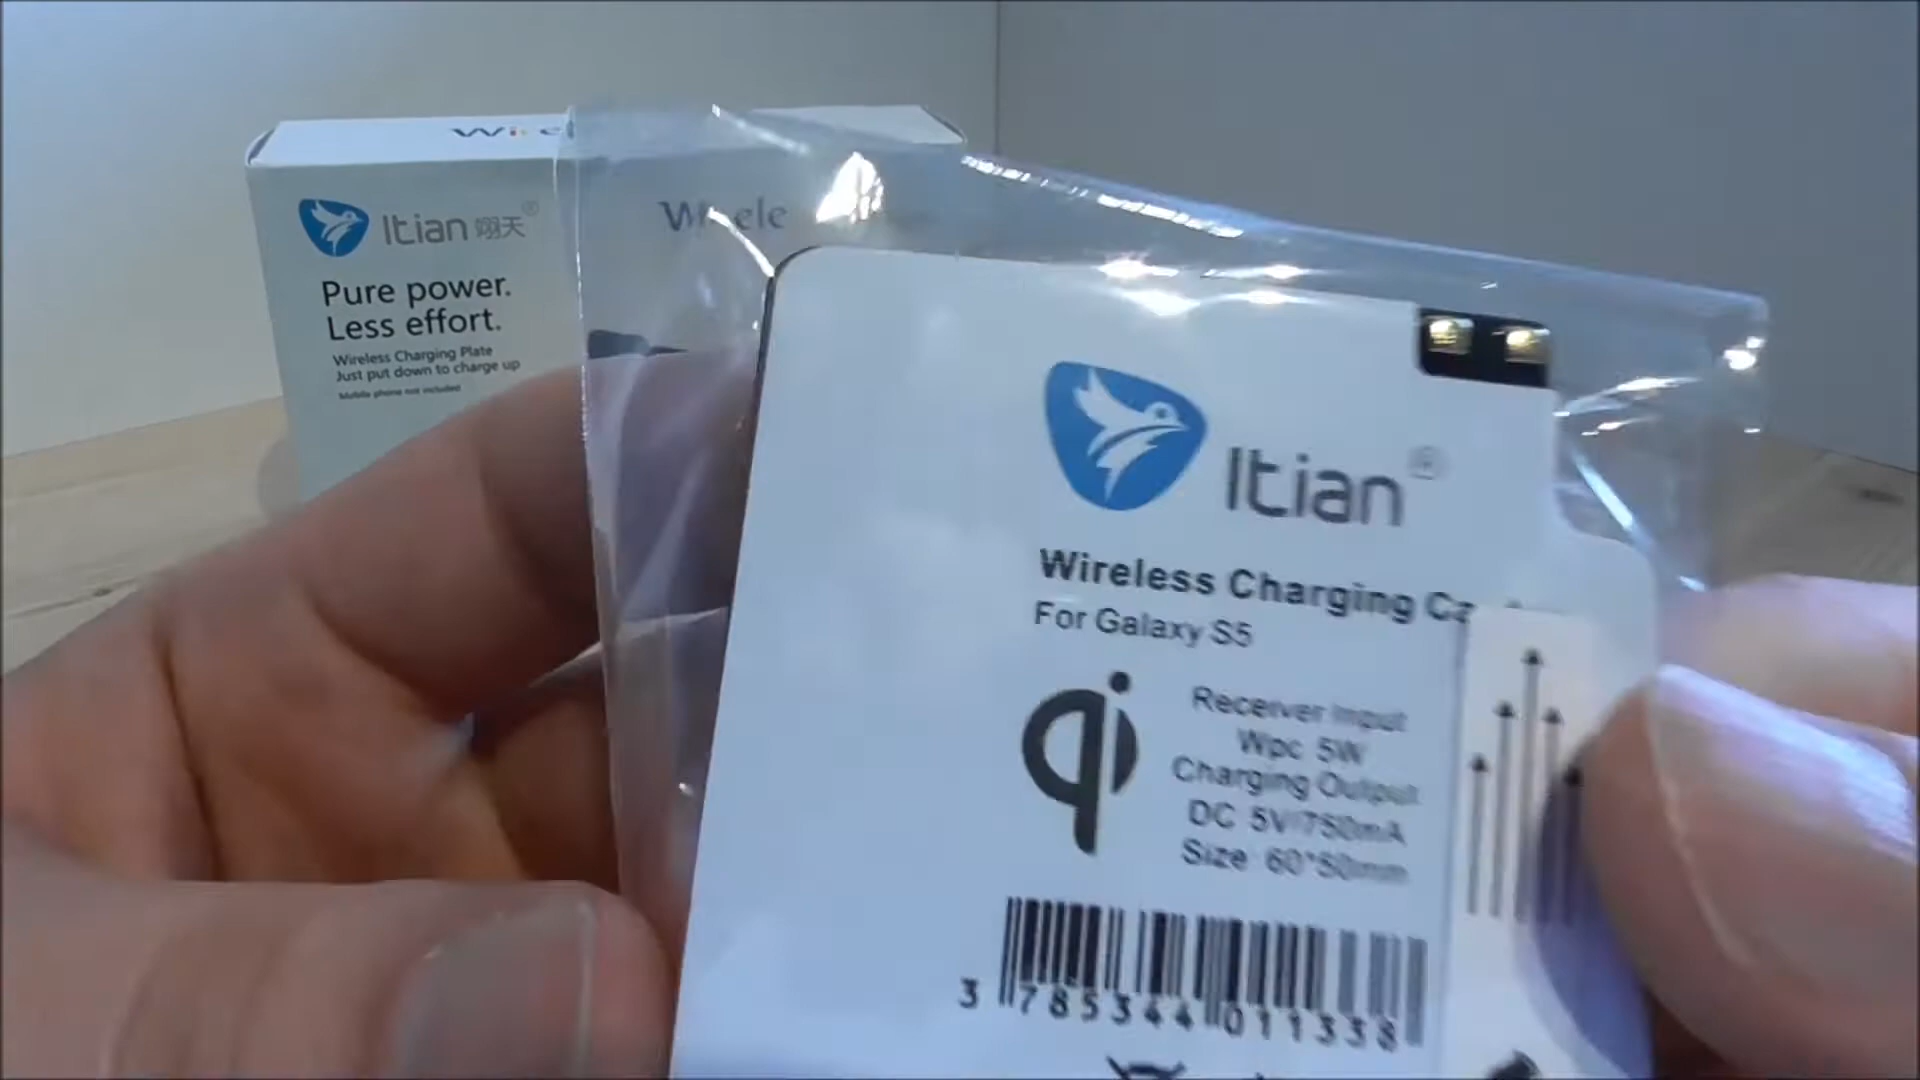 Itian 翊天®
Pure power.
Less effort.
Wireless Charging Plate
Just put down to charge up
Mobile phone not included
Itian®
Wireless Charging
For Galaxy S5
qi
Receiver Input
Wpc 5W
Charging Output
DC 5V/750mA
Size: 60*50mm
3 785344 011338